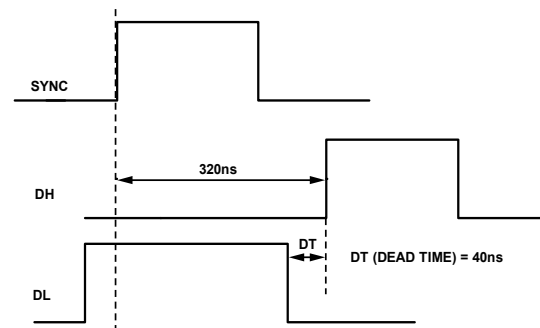 SYNC
320ns
DH
DT
DT (DEAD TIME) = 40ns
DL